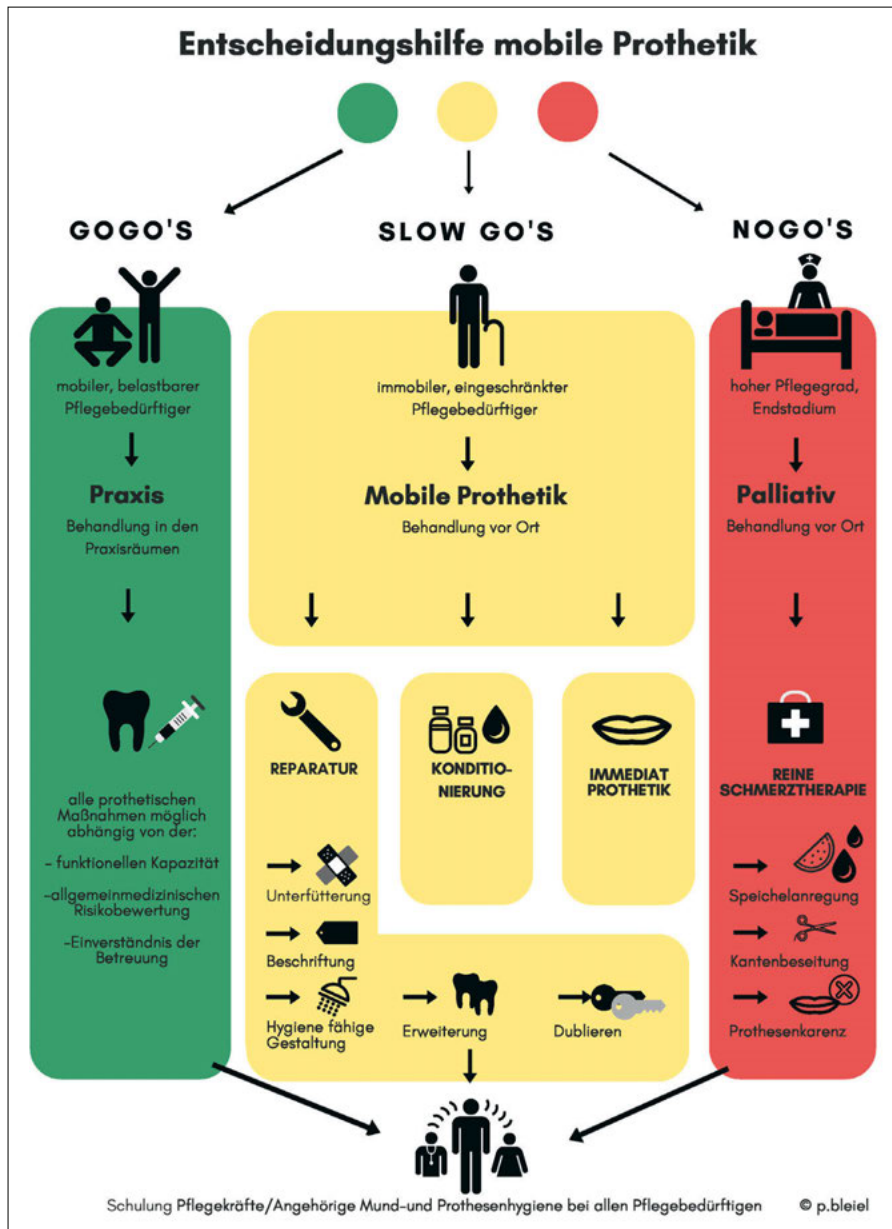 Entscheidungshilfe mobile Prothetik
GOGO'S
mobiler, belastbarer
Pflegebedürftiger
Praxis
Behandlung in den
Praxisräumen
alle prothetischen
Maßnahmen möglich
abhängig von der:
- funktionellen Kapazität
-allgemeinmedizinischen
Risikobewertung
-Einverständnis der
Betreuung
SLOW GO'S
immobiler, eingeschränkter
Pflegebedürftiger
Mobile Prothetik
Behandlung vor Ort
REPARATUR
Unterfütterung
Beschriftung
Hygiene fähige
Gestaltung
Erweiterung
Dublieren
KONDITIO-
NIERUNG
IMMEDIAT
PROTHETIK
NOGO'S
hoher Pflegegrad,
Endstadium
Palliativ
Behandlung vor Ort
REINE
SCHMERZTHERAPIE
Speichelanregung
Kantenbeseitung
Prothesenkarenz
Schulung Pflegekräfte/Angehörige Mund-und Prothesenhygiene bei allen Pflegebedürftigen © p.bleiel